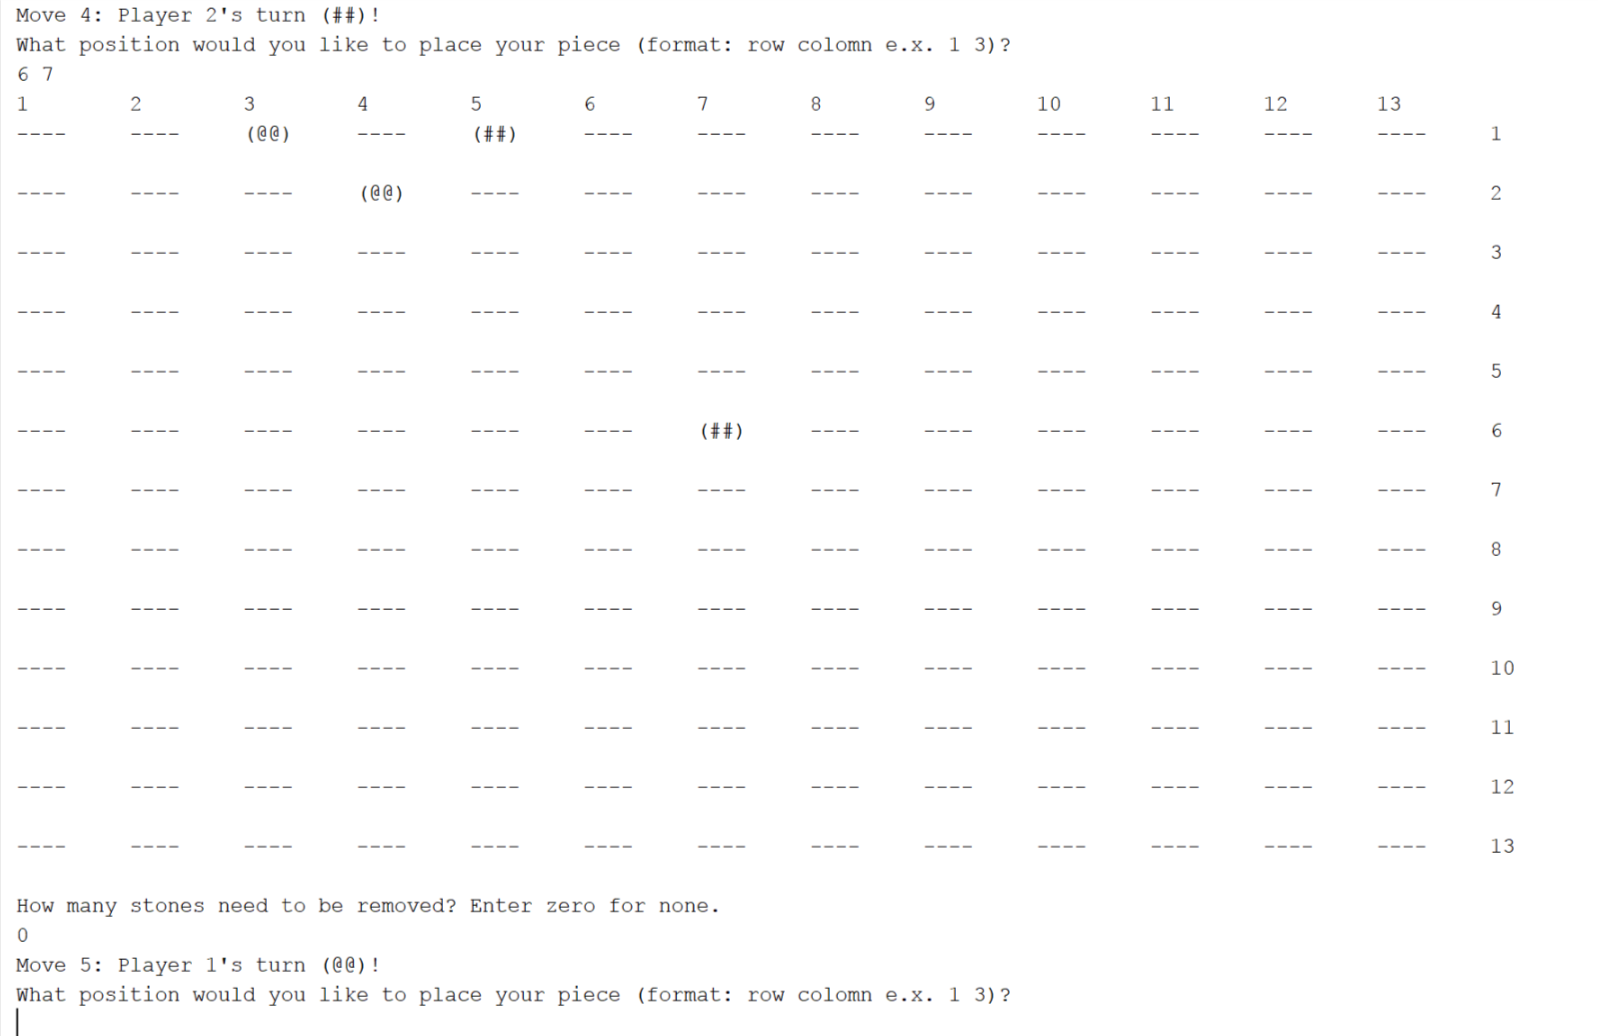 Move 4: Player 2's turn (##)!
What position would you like to place your piece (format: row colomn e.x. 1 3)?
6 7
1 2 3 4 5 6 7 8 9 10 11 12 13
---- ---- (@@) ---- (##) ---- ---- ---- ---- ---- ---- ---- ---- 1
---- ---- ---- (@@) ---- ---- ---- ---- ---- ---- ---- ---- ---- 2
---- ---- ---- ---- ---- ---- ---- ---- ---- ---- ---- ---- ---- 3
---- ---- ---- ---- ---- ---- ---- ---- ---- ---- ---- ---- ---- 4
---- ---- ---- ---- ---- ---- ---- ---- ---- ---- ---- ---- ---- 5
---- ---- ---- ---- ---- ---- (##) ---- ---- ---- ---- ---- ---- 6
---- ---- ---- ---- ---- ---- ---- ---- ---- ---- ---- ---- ---- 7
---- ---- ---- ---- ---- ---- ---- ---- ---- ---- ---- ---- ---- 8
---- ---- ---- ---- ---- ---- ---- ---- ---- ---- ---- ---- ---- 9
---- ---- ---- ---- ---- ---- ---- ---- ---- ---- ---- ---- ---- 10
---- ---- ---- ---- ---- ---- ---- ---- ---- ---- ---- ---- ---- 11
---- ---- ---- ---- ---- ---- ---- ---- ---- ---- ---- ---- ---- 12
---- ---- ---- ---- ---- ---- ---- ---- ---- ---- ---- ---- ---- 13
How many stones need to be removed? Enter zero for none.
0
Move 5: Player 1's turn (@@)!
What position would you like to place your piece (format: row colomn e.x. 1 3)?